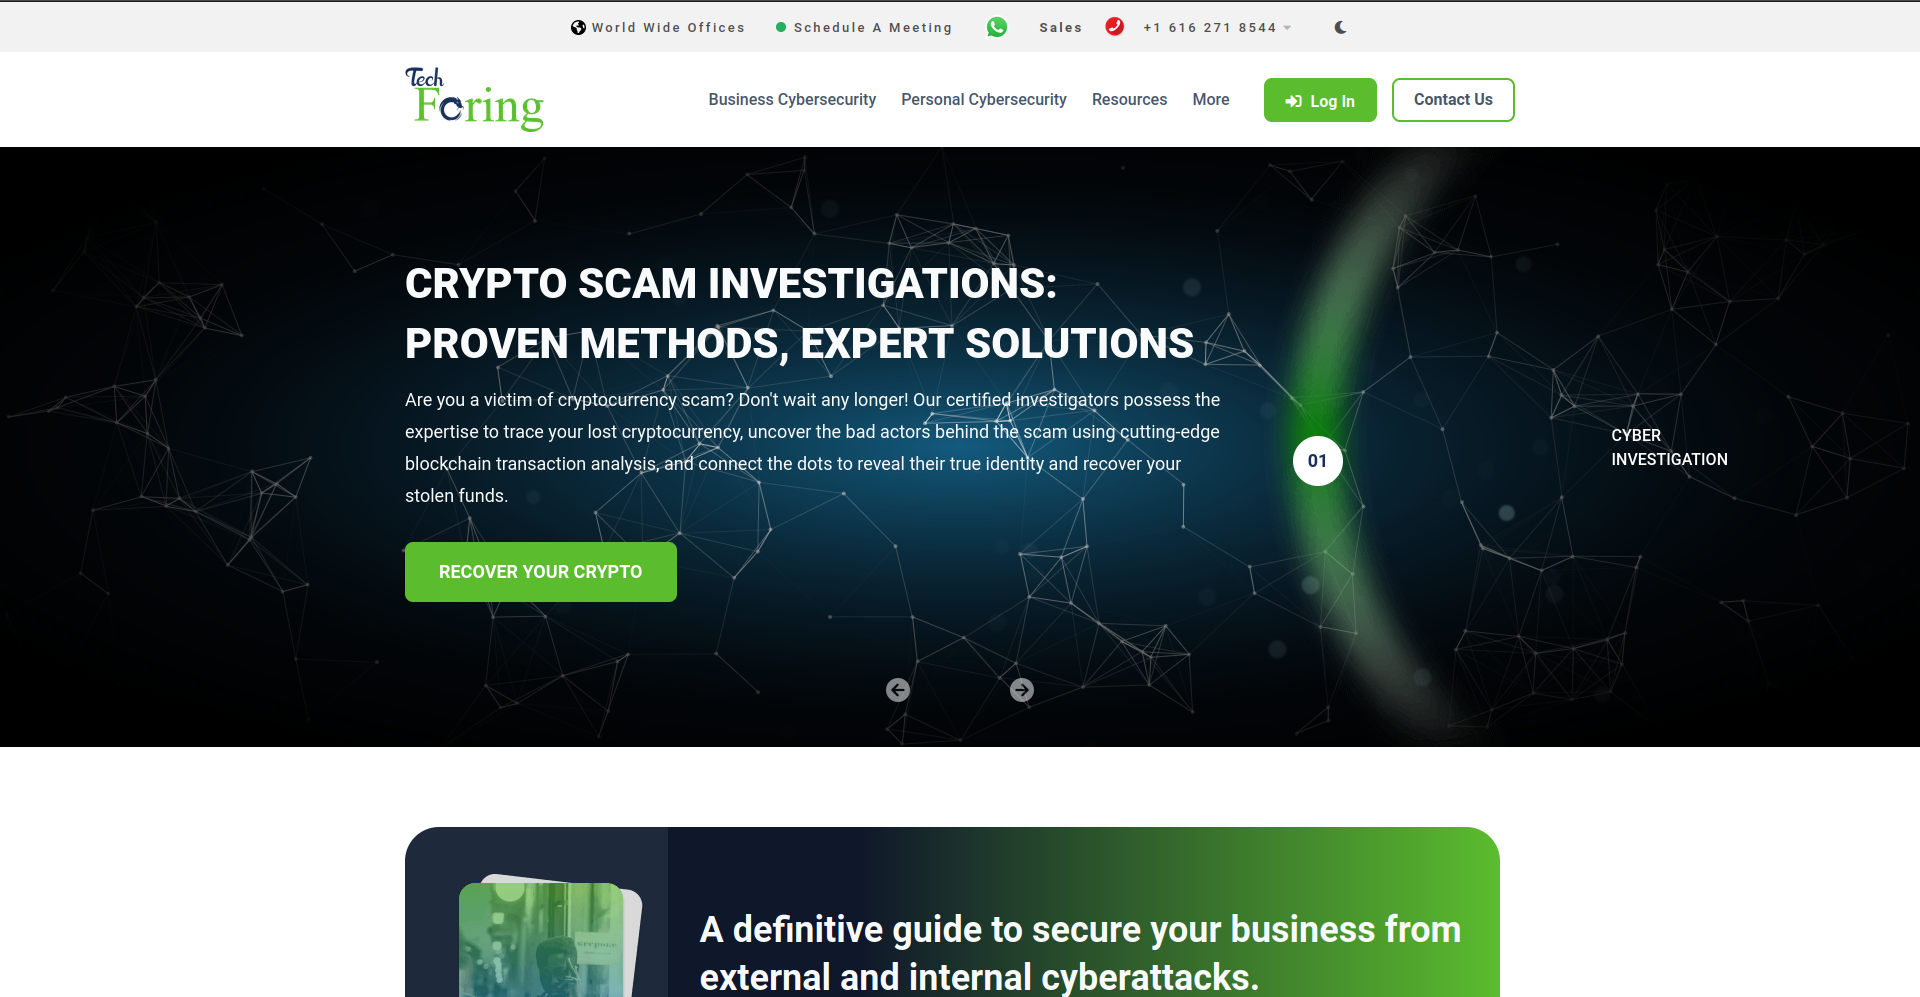 World Wide Offices
Schedule A Meeting
Sales
+1 616 271 8544
Tech
Foring
Business Cybersecurity
Personal Cybersecurity
Resources
More
Log In
Contact Us
CRYPTO SCAM INVESTIGATIONS:
PROVEN METHODS, EXPERT SOLUTIONS
Are you a victim of cryptocurrency scam? Don't wait any longer! Our certified investigators possess the
expertise to trace your lost cryptocurrency, uncover the bad actors behind the scam using cutting-edge
blockchain transaction analysis, and connect the dots to reveal their true identity and recover your
stolen funds.
RECOVER YOUR CRYPTO
01
CYBER
INVESTIGATION
A definitive guide to secure your business from
external and internal cyberattacks.